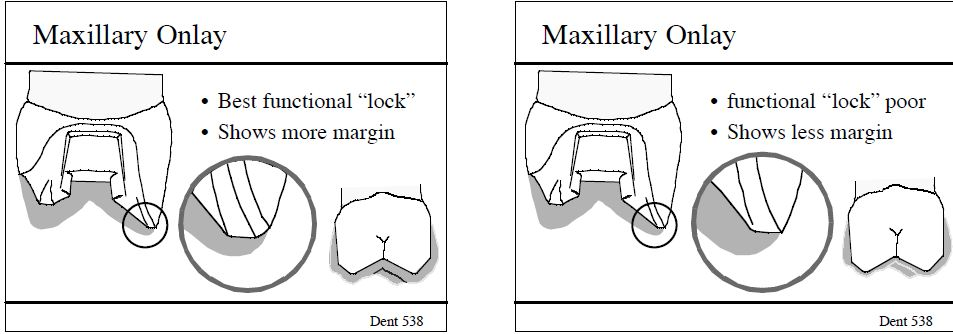 Maxillary Onlay
• Best functional “lock”
• Shows more margin
Dent 538
Maxillary Onlay
• functional “lock” poor
• Shows less margin
Dent 538